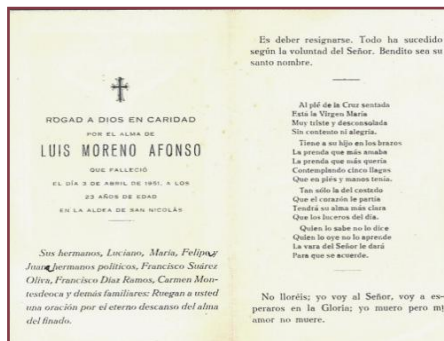 ROGAD A DIOS EN CARIDAD
POR EL ALMA DE
LUIS MORENO AFONSO
QUE FALLECIÓ
EL DÍA 3 DE ABRIL DE 1951, A LOS
23 AÑOS DE EDAD
EN LA ALDEA DE SAN NICOLÁS
Sus hermanos, Luciano, María, Felipe y
Juan; hermanos políticos, Francisco Suárez
Oliva, Francisco Díaz Ramos, Carmen Mon-
tesdeoca y demás familiares: Ruegan a usted
una oración por el eterno descanso del alma
del finado.
Es deber resignarse. Todo ha sucedido
según la voluntad del Señor. Bendito sea su
santo nombre.
Al pié de la Cruz sentada
Está la Vírgen María
Muy triste y desconsolada
Sin contento ni alegría.
Tiene a su hijo en los brazos
La prenda que más amaba
La prenda que más quería
Contemplando cinco llagos
Que en piés y manos tenía.
Tan sólo la del costado
Que el corazón le partía
Tendrá su alma más clara
Que los luceros del día.
Quien lo sabe no lo dice
Quien lo oye no lo aprende
La vara del Señor le dará
Para que se acuerde.
No lloréis; yo voy al Señor, voy a es-
peraros en la Gloria; yo muero pero mi
amor no muere.